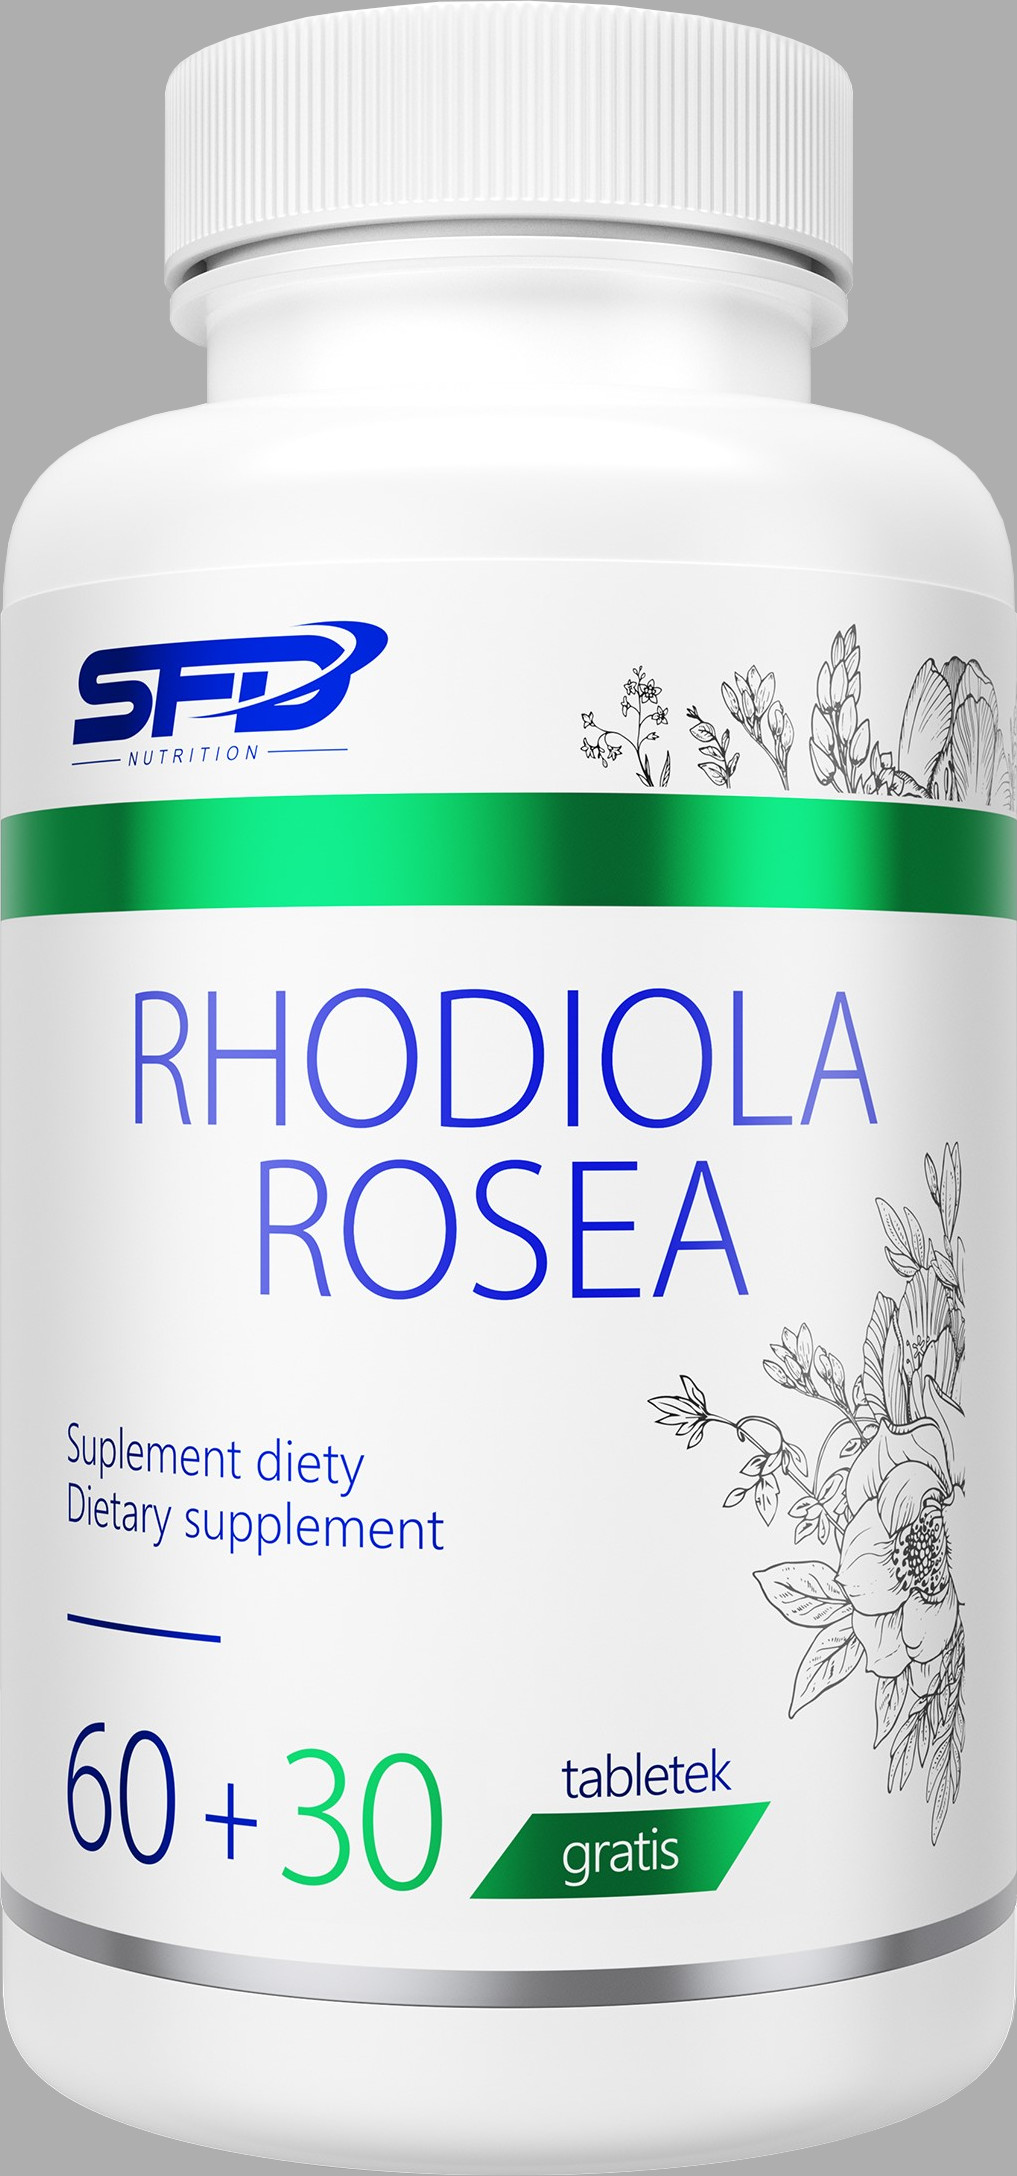 SFD
NUTRITION
RHODIOLA
ROSEA
Suplement diety
Dietary supplement
60 + 30 tabletek
gratis